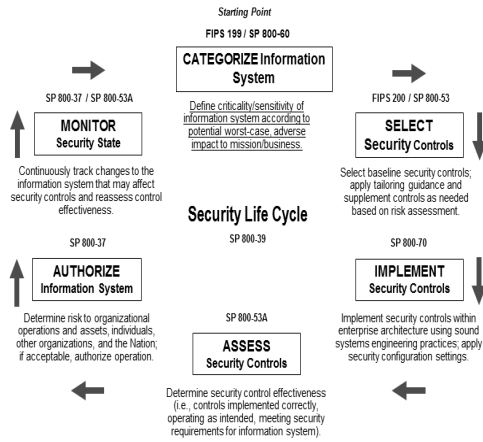 Starting Point
FIPS 199 / SP 800-60
CATEGORIZE Information
System
Define criticality/sensitivity of
information system according to
potential worst-case, adverse
impact to mission/business.
FIPS 200 / SP 800-53
SELECT
Security Controls
Select baseline security controls;
apply tailoring guidance and
supplement controls as needed
based on risk assessment.
SP 800-70
IMPLEMENT
Security Controls
Implement security controls within
enterprise architecture using sound
systems engineering practices; apply
security configuration settings.
SP 800-53A
ASSESS
Security Controls
Determine security control effectiveness
(i.e., controls implemented correctly,
operating as intended, meeting security
requirements for information system).
SP 800-37
AUTHORIZE
Information System
Determine risk to organizational
operations and assets, individuals,
other organizations, and the Nation;
if acceptable, authorize operation.
SP 800-37 / SP 800-53A
MONITOR
Security State
Continuously track changes to the
information system that may affect
security controls and reassess control
effectiveness.
Security Life Cycle
SP 800-39